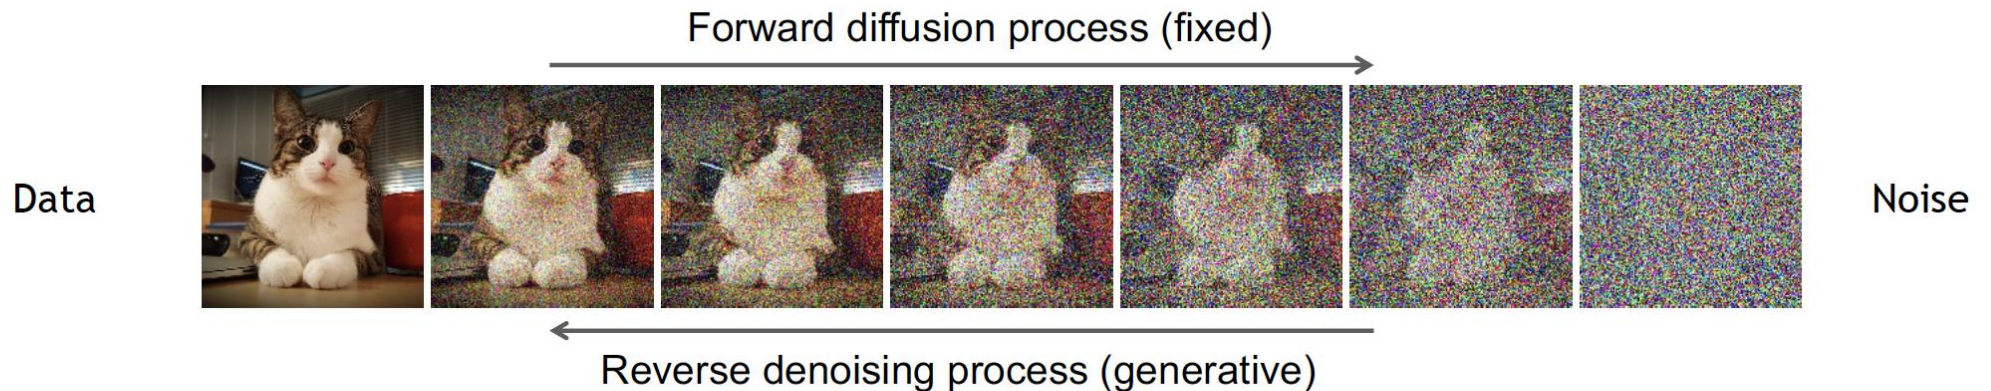 Forward diffusion process (fixed)
Data
Noise
Reverse denoising process (generative)